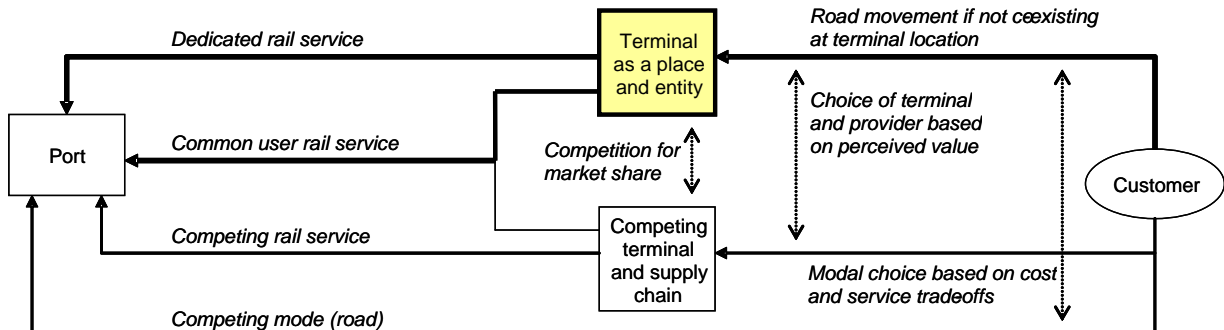 Dedicated rail service
Terminal
as a place
and entity
Road movement if not ceexisting
at terminal location
Port
Common user rail service
Competition for
market share
Choice of terminal
and provider based
on perceived value
Customer
Competing rail service
Competing
terminal
and supply
chain
Modal choice based on cost
and service tradeoffs
Competing mode (road)